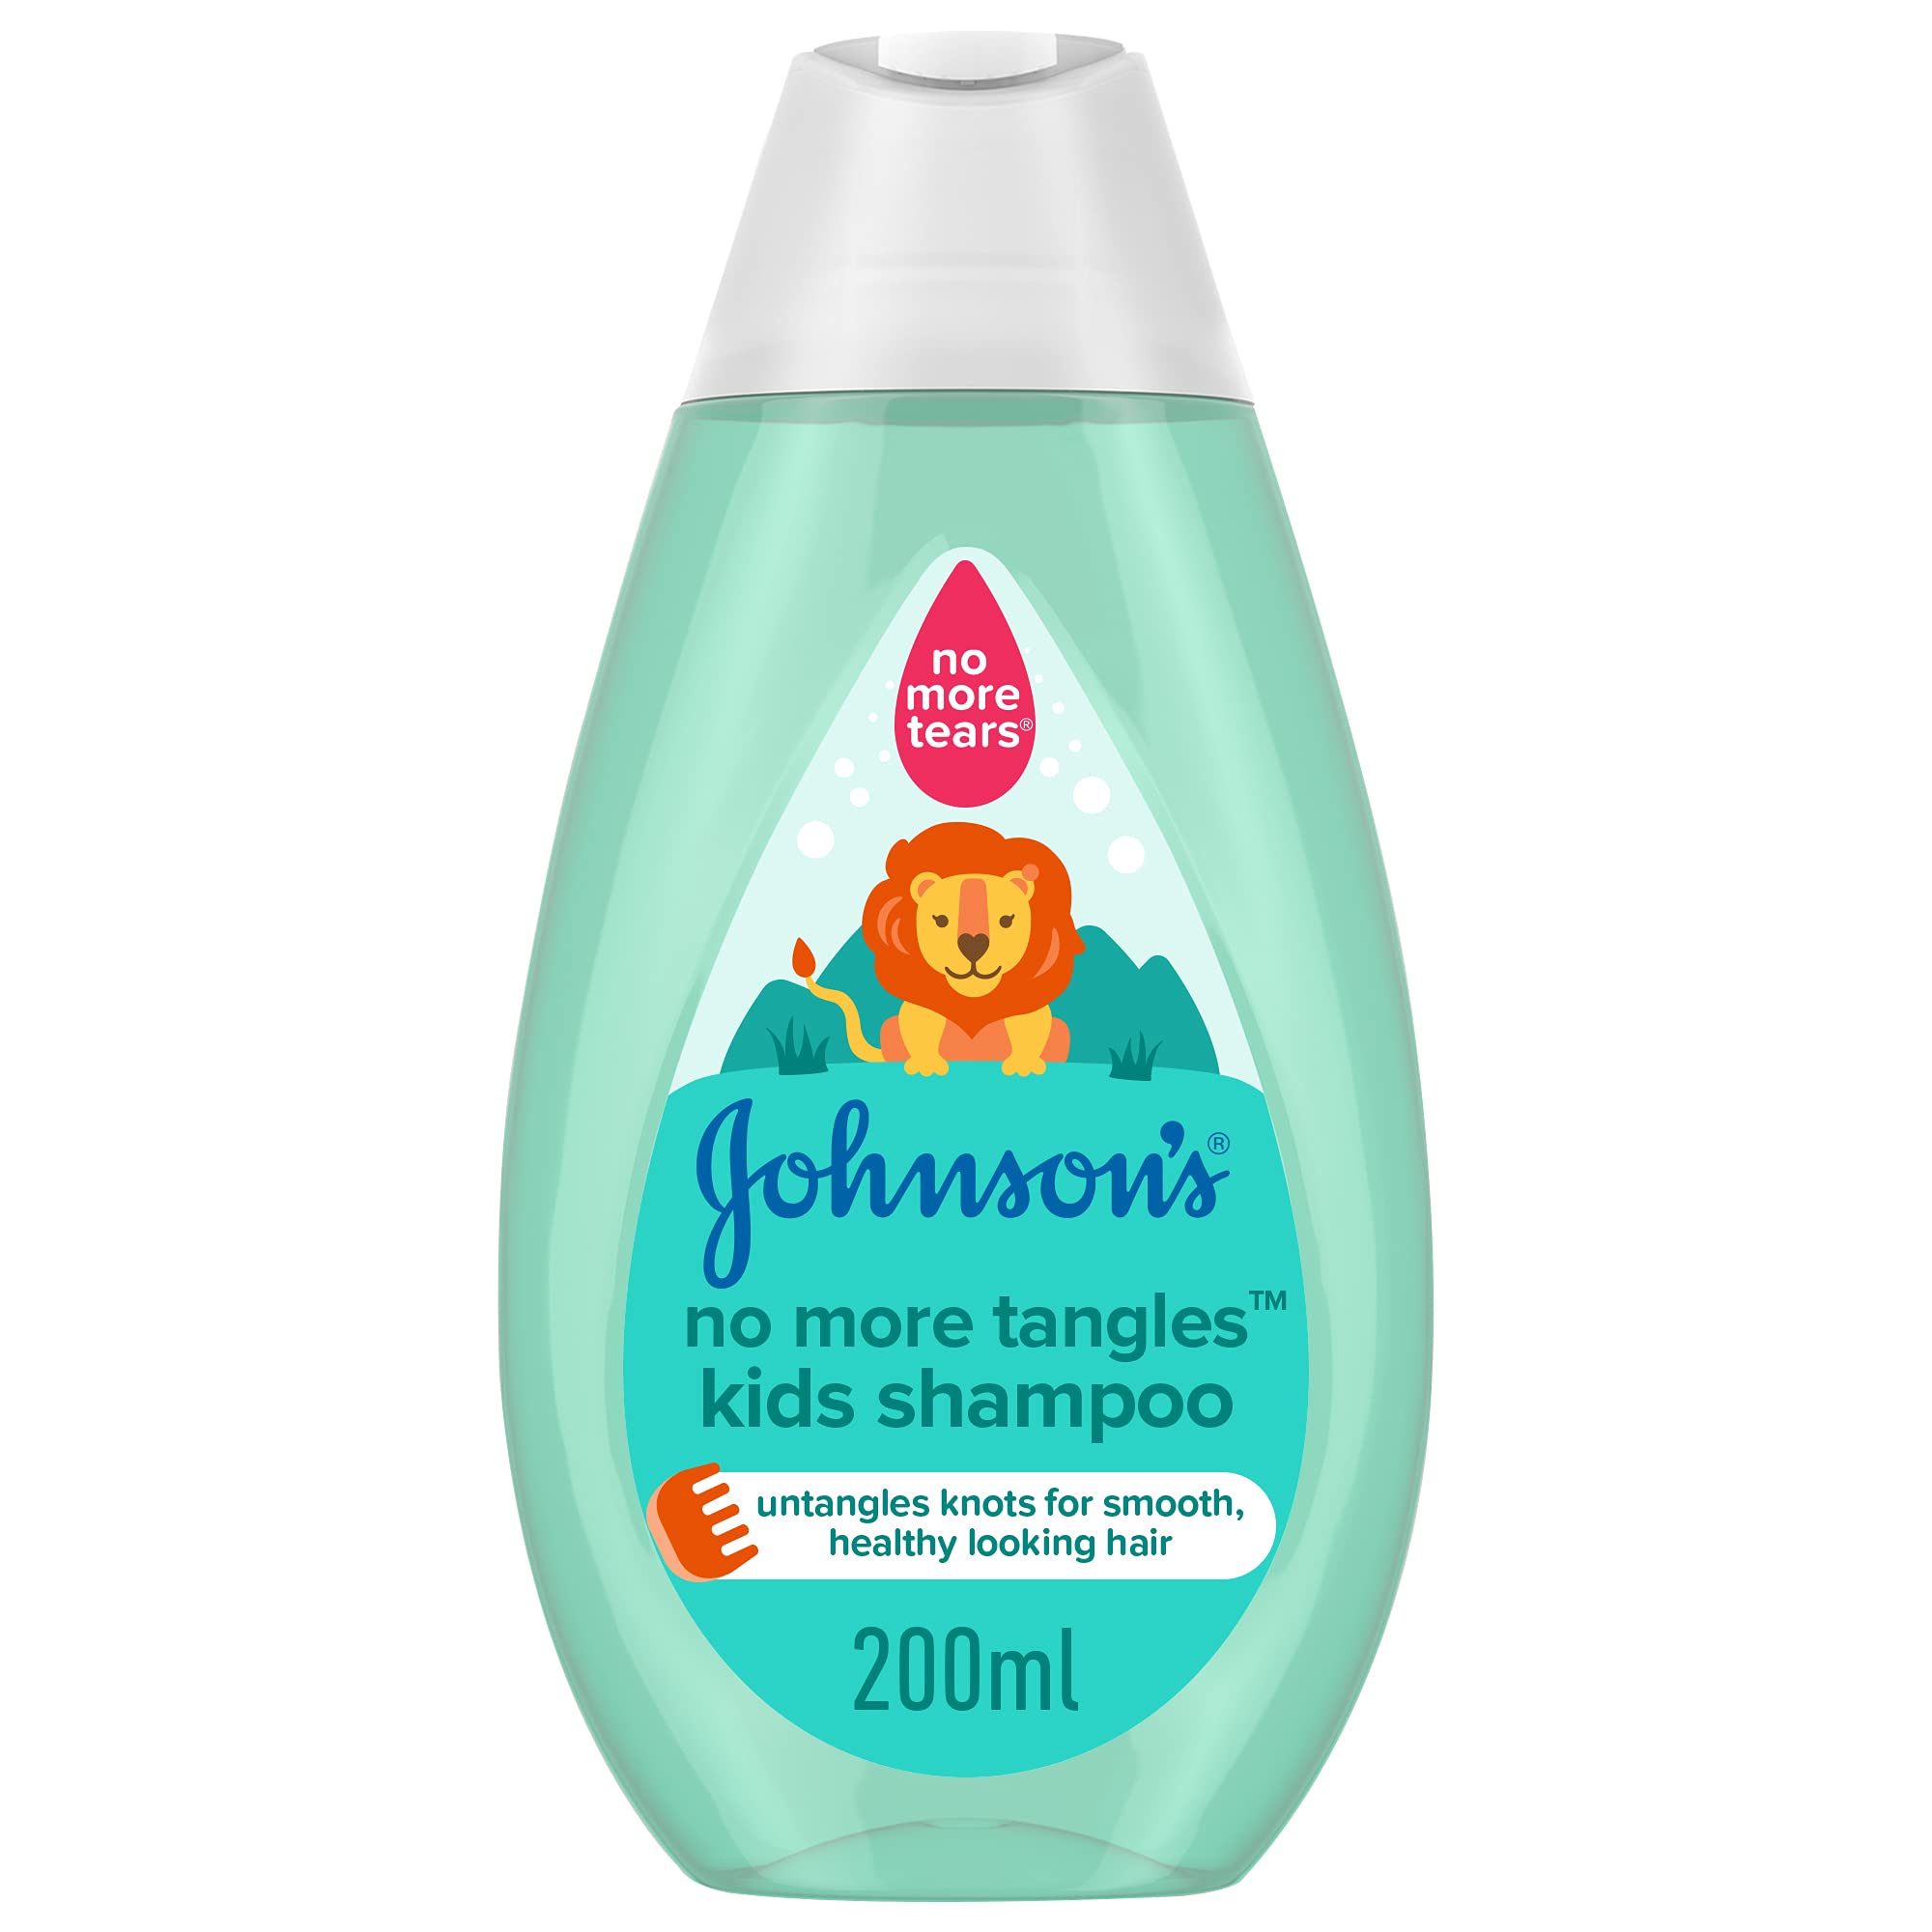 no
more
tears®
Johnson's®
no more tangles™
kids shampoo
untangles knots for smooth,
healthy looking hair
200ml